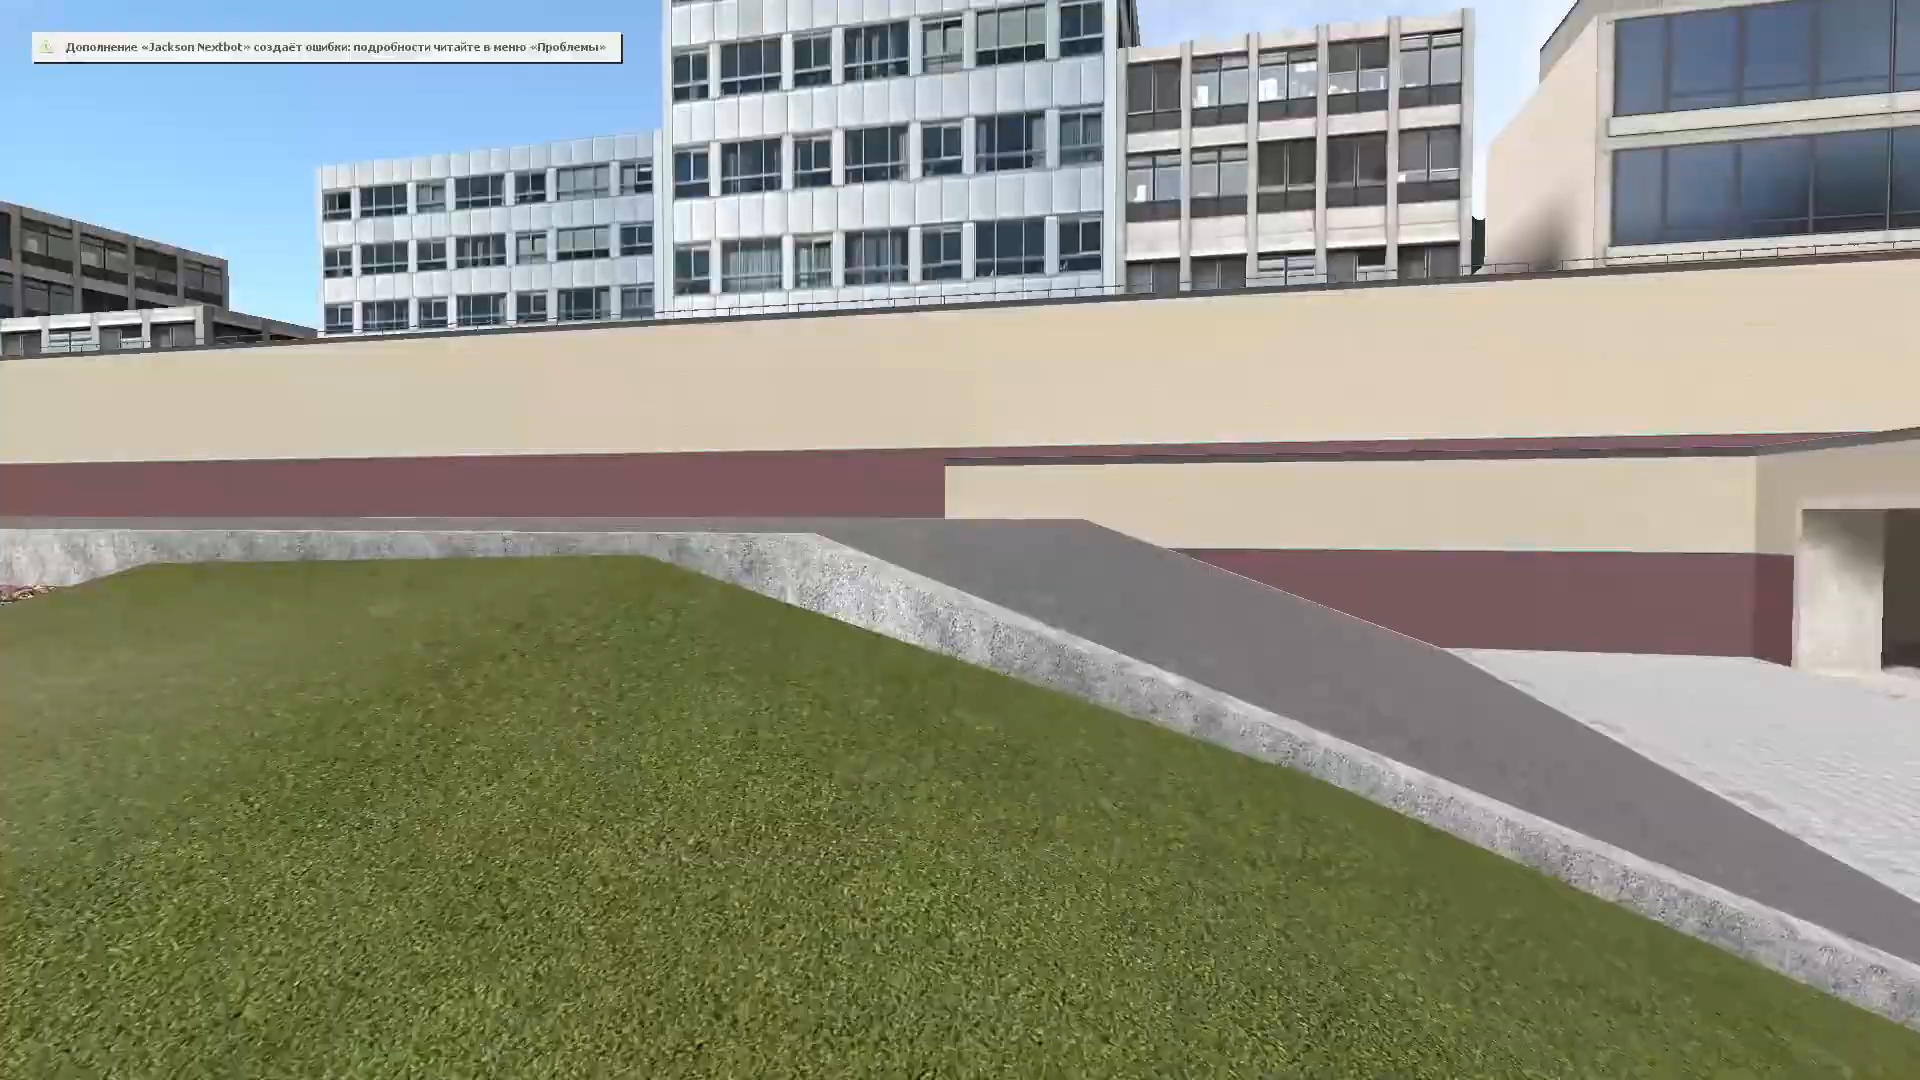 Дополнение «Jackson Nextbot» создаёт ошибки: подробности читайте в меню «Проблемы»